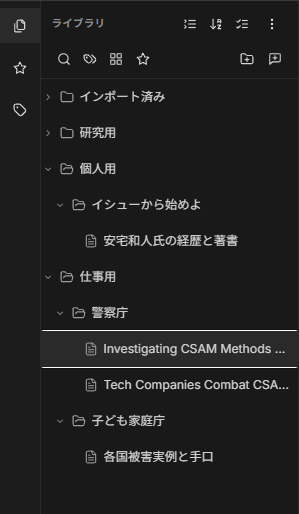 ライブラリ
インポート済み
研究用
個人用
イシューから始めよ
安宅和人氏の経歴と著書
仕事用
警察庁
Investigating CSAM Methods ...
Tech Companies Combat CSA...
子ども家庭庁
各国被害実例と手口